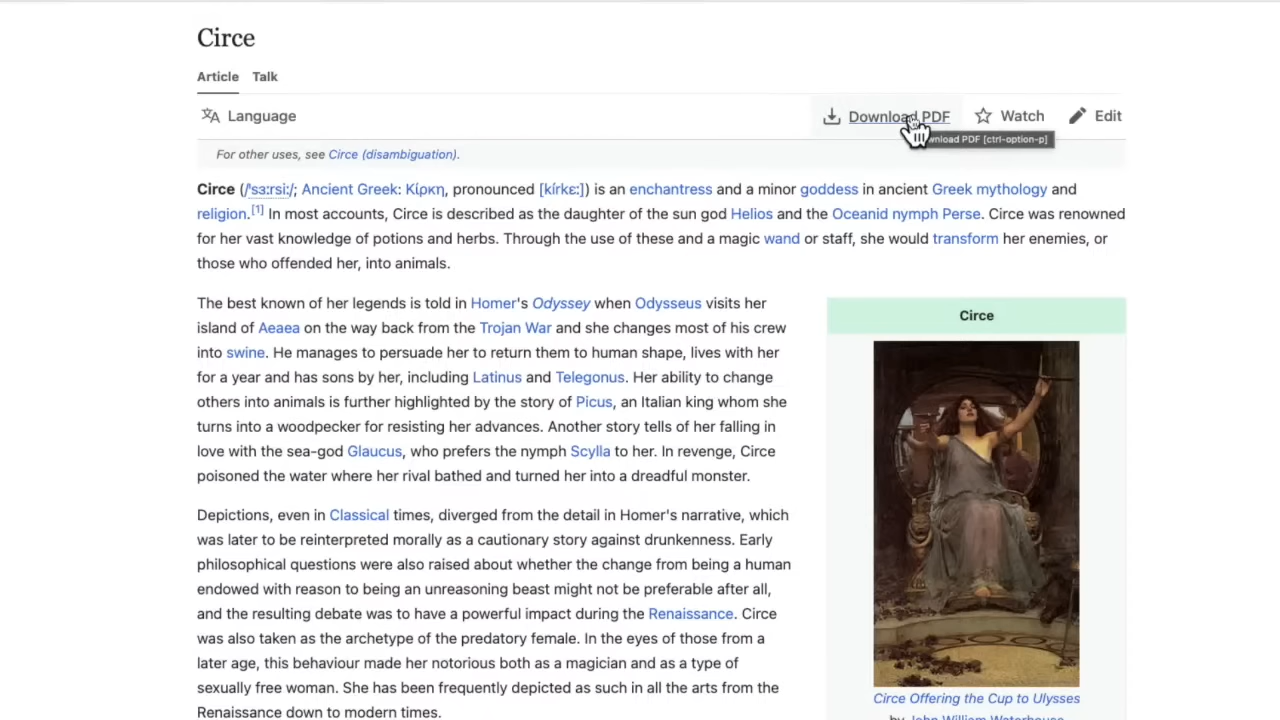 Circe
Article Talk
Language Download PDF Watch Edit
wnload PDF [ctrl-option-p]
For other uses, see Circe (disambiguation).
Circe (/ˈsɜːrsiː/; Ancient Greek: Κίρκη, pronounced [kírkɛː]) is an enchantress and a minor goddess in ancient Greek mythology and
religion.[1] In most accounts, Circe is described as the daughter of the sun god Helios and the Oceanid nymph Perse. Circe was renowned
for her vast knowledge of potions and herbs. Through the use of these and a magic wand or staff, she would transform her enemies, or
those who offended her, into animals.
The best known of her legends is told in Homer's Odyssey when Odysseus visits her
island of Aeaea on the way back from the Trojan War and she changes most of his crew
into swine. He manages to persuade her to return them to human shape, lives with her
for a year and has sons by her, including Latinus and Telegonus. Her ability to change
others into animals is further highlighted by the story of Picus, an Italian king whom she
turns into a woodpecker for resisting her advances. Another story tells of her falling in
love with the sea-god Glaucus, who prefers the nymph Scylla to her. In revenge, Circe
poisoned the water where her rival bathed and turned her into a dreadful monster.
Depictions, even in Classical times, diverged from the detail in Homer's narrative, which
was later to be reinterpreted morally as a cautionary story against drunkenness. Early
philosophical questions were also raised about whether the change from being a human
endowed with reason to being an unreasoning beast might not be preferable after all,
and the resulting debate was to have a powerful impact during the Renaissance. Circe
was also taken as the archetype of the predatory female. In the eyes of those from a
later age, this behaviour made her notorious both as a magician and as a type of
sexually free woman. She has been frequently depicted as such in all the arts from the
Renaissance down to modern times.
Circe
Circe Offering the Cup to Ulysses
by John William Waterhouse